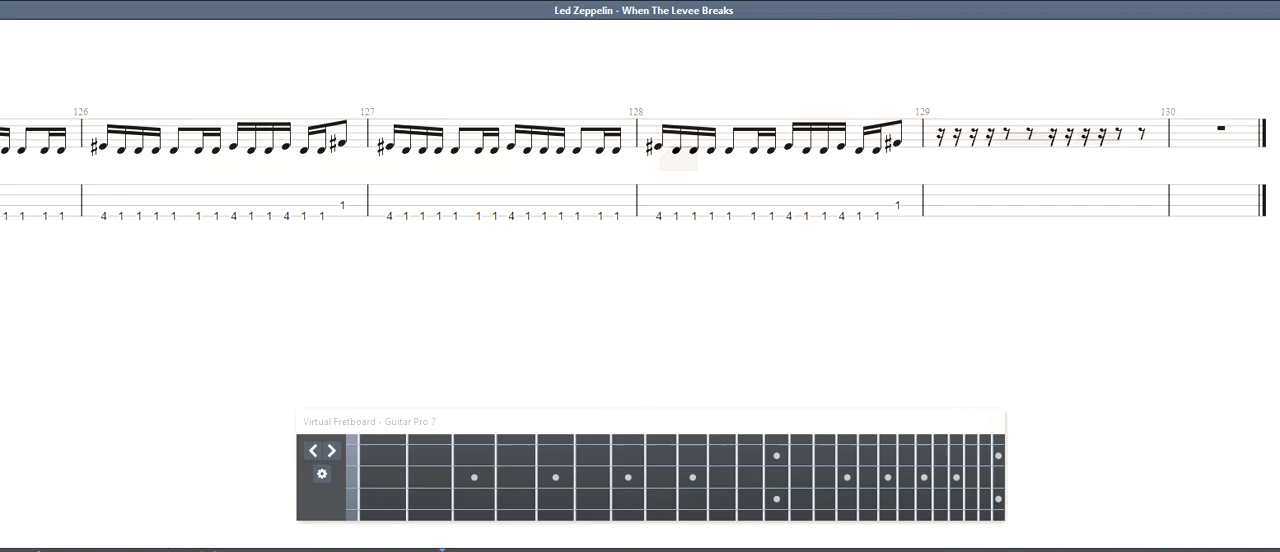 Led Zeppelin - When The Levee Breaks
126 127 128 129 130
1
1
1
1 1 1 1 4 1 1 1 1 1 1 4 1 4 1 1 4 1 1 1 1 1 1 4 1 1 1 1 1 4 1 1 1 1 1 1 4 1 1 4 1 1
Virtual Fretboard - Guitar Pro 7